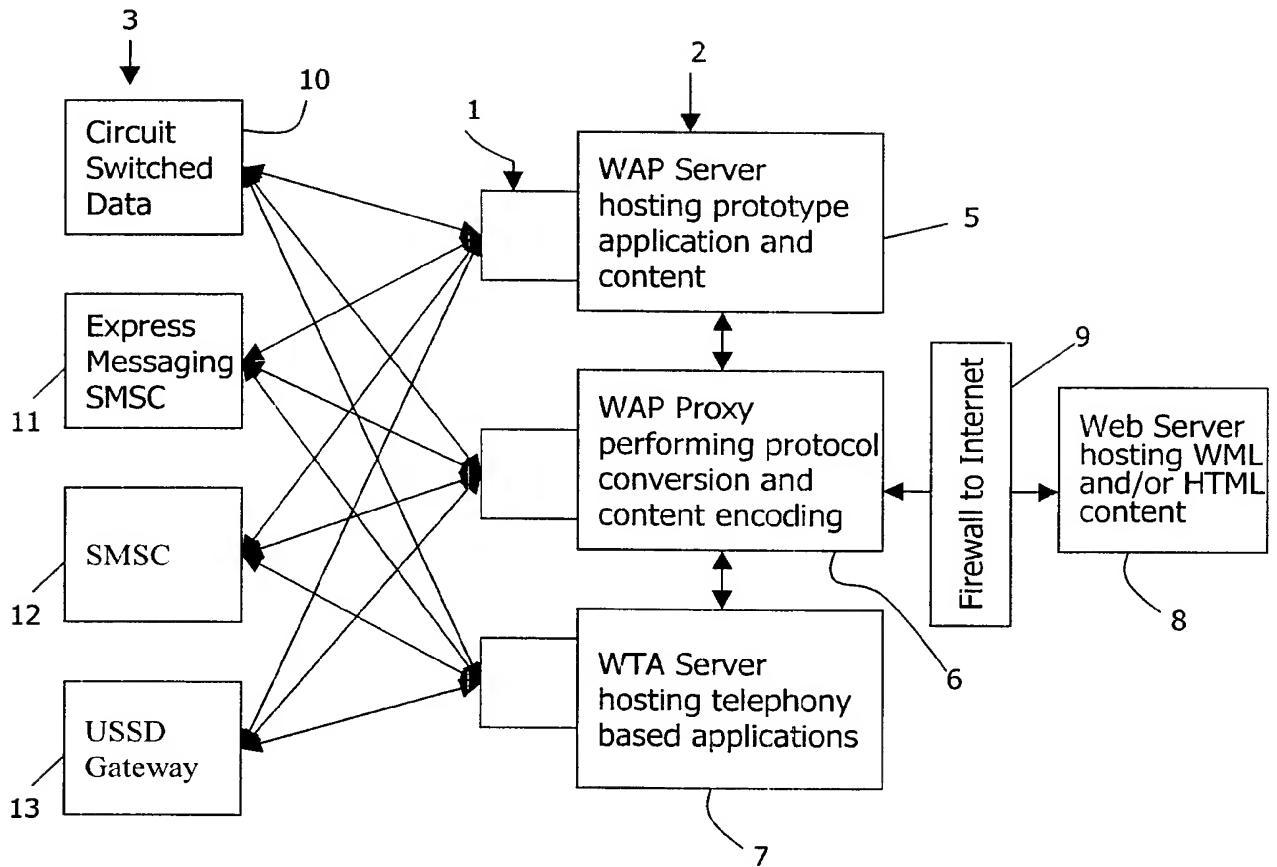 3
10
Circuit
Switched
Data
1
2
WAP Server
hosting prototype
application and
content
5
Express
Messaging
SMSC
11
WAP Proxy
performing protocol
conversion and
content encoding
6
Firewall to Internet
9
Web Server
hosting WML
and/or HTML
content
8
SMSC
12
WTA Server
hosting telephony
based applications
7
USSD
Gateway
13